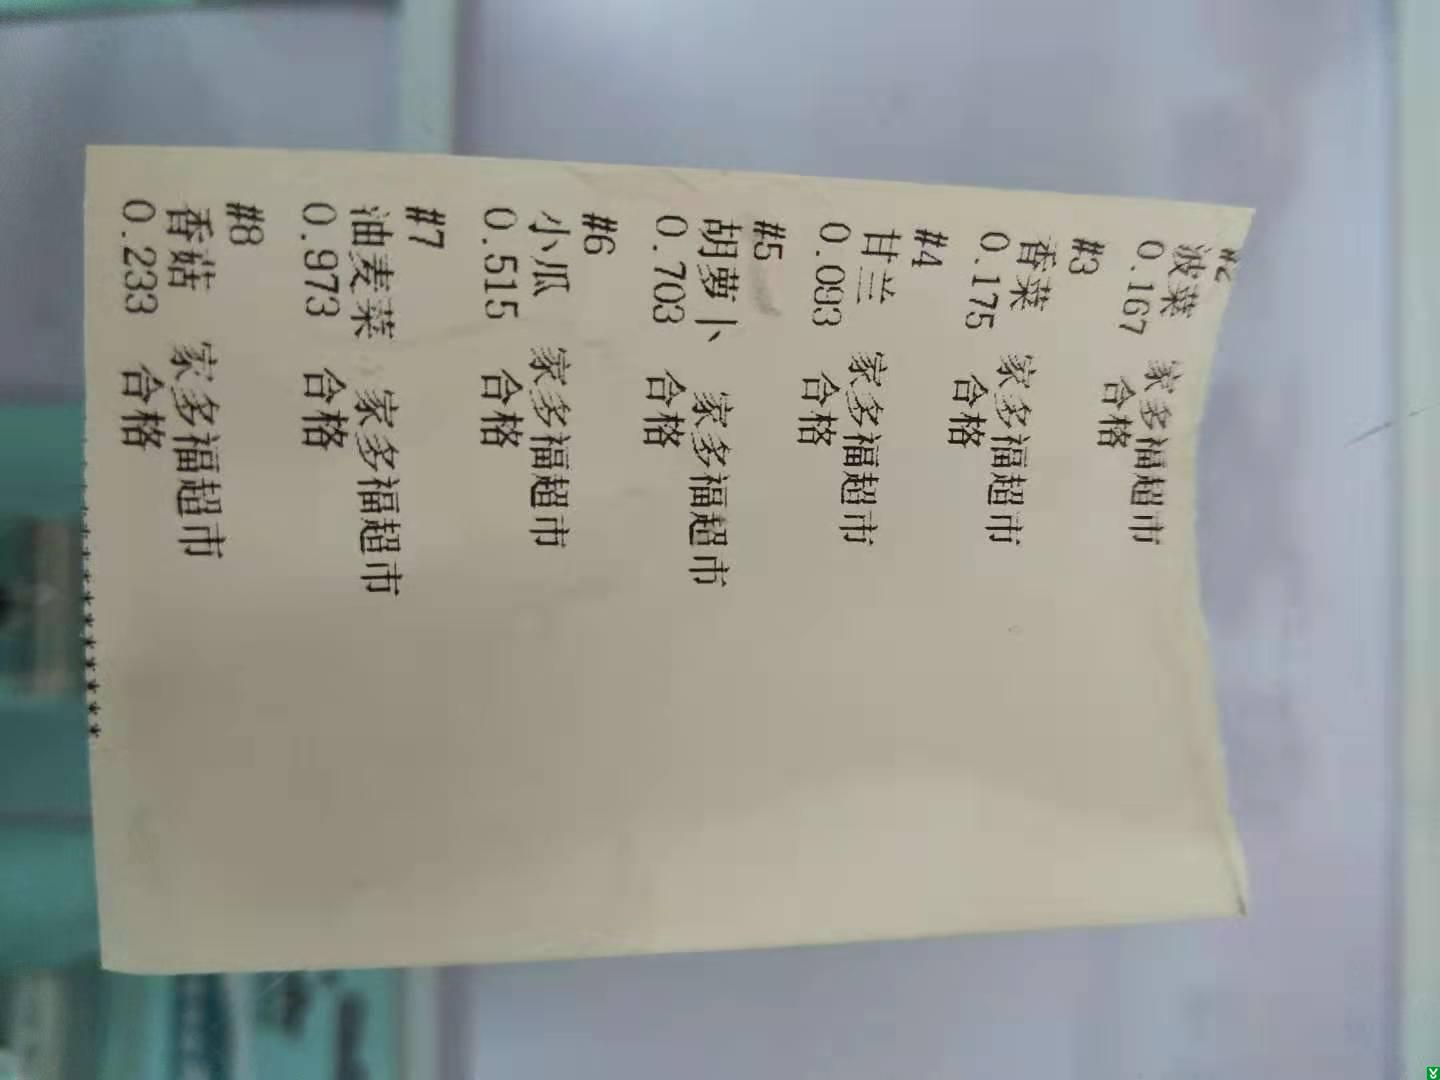 #2
菠菜 家多福超市
0.167 合格
#3
香菜 家多福超市
0.175 合格
#4
甘兰 家多福超市
0.093 合格
#5
胡萝卜 家多福超市
0.703 合格
#6
小瓜 家多福超市
0.515 合格
#7
油麦菜 家多福超市
0.973 合格
#8
香菇 家多福超市
0.233 合格